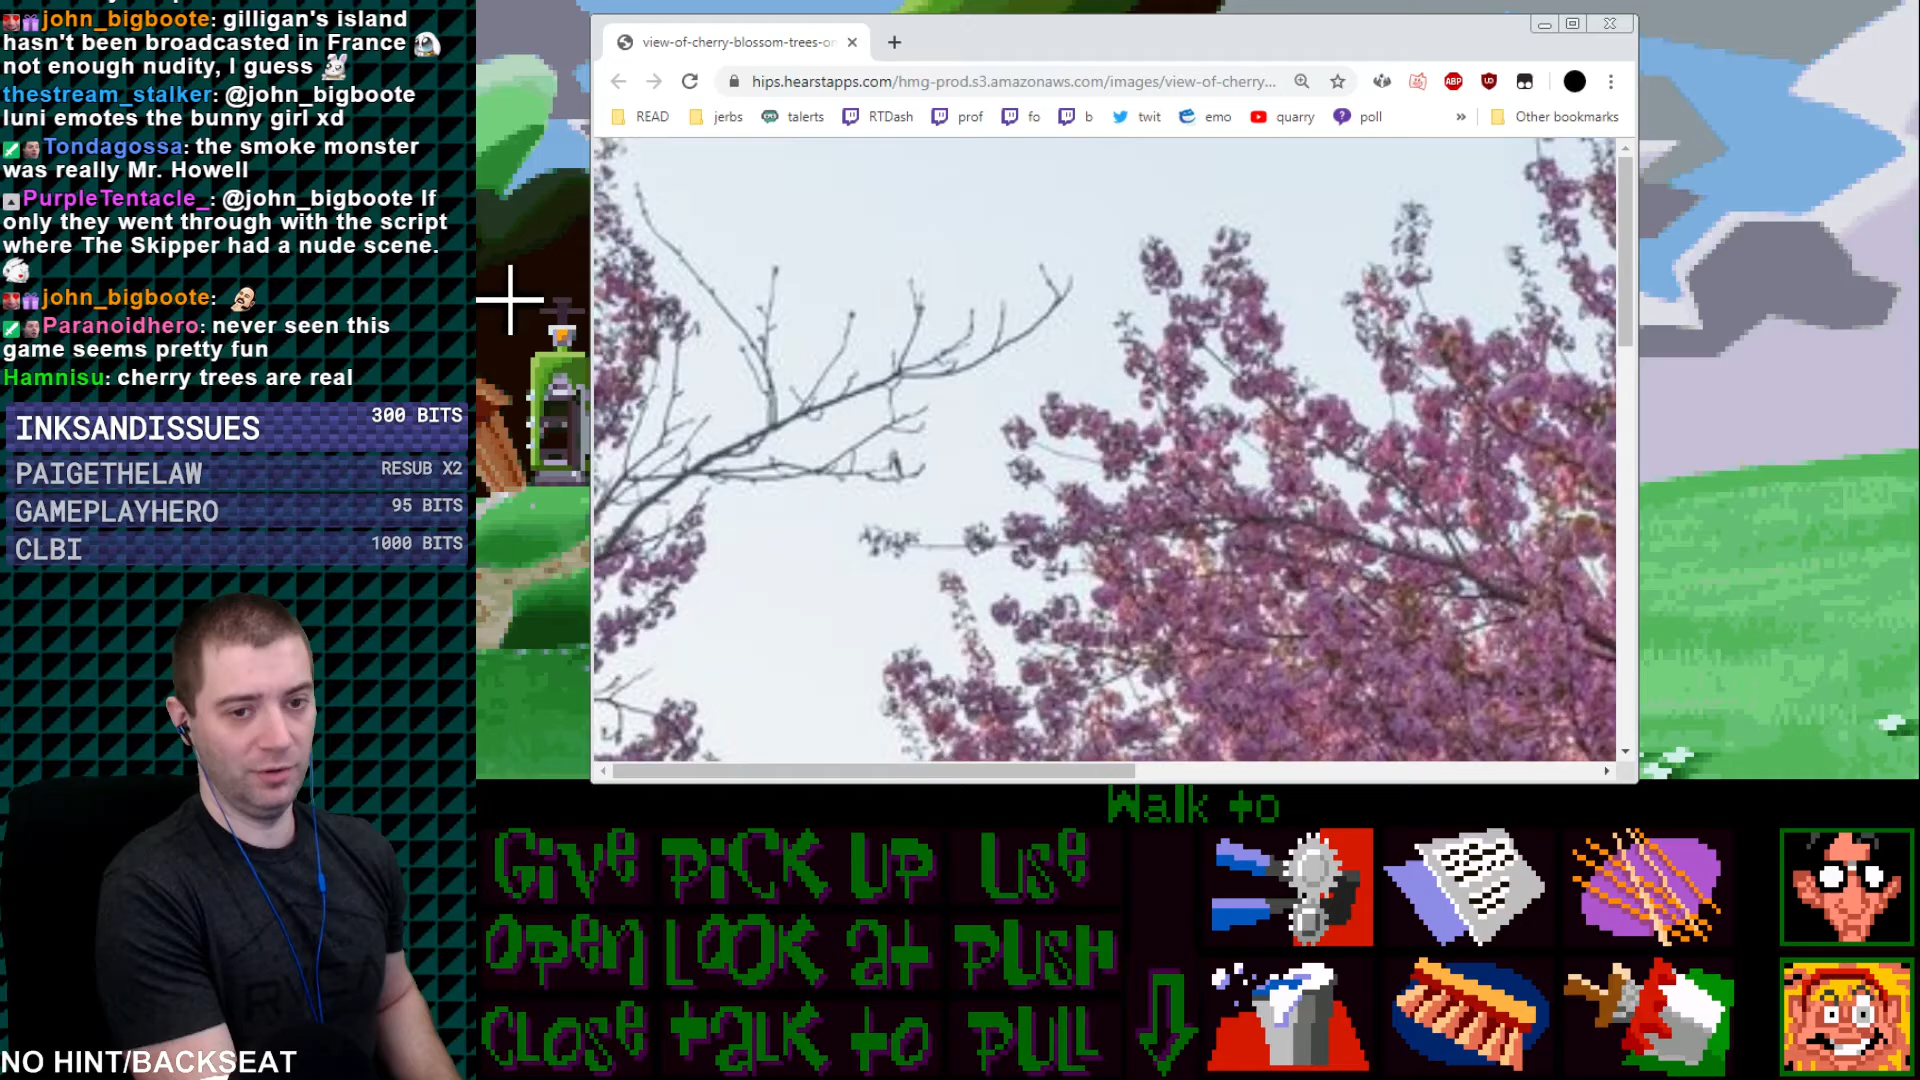 john_bigboote: gilligan's island
hasn't been broadcasted in France
not enough nudity, I guess
thestream_stalker: @john_bigboote
luni emotes the bunny girl xd
Tondagossa: the smoke monster
was really Mr. Howell
PurpleTentacle_: @john_bigboote If
only they went through with the script
where The Skipper had a nude scene.
john_bigboote:
Paranoidhero: never seen this
game seems pretty fun
Hamnisu: cherry trees are real
INKSANDISSUES 300 BITS
PAIGETHELAW RESUB X2
GAMEPLAYHERO 95 BITS
CLBI 1000 BITS
NO HINT/BACKSEAT
view-of-cherry-blossom-trees-on
hips.hearstapps.com/hmg-prod.s3.amazonaws.com/images/view-of-cherry...
READ jerbs talerts RTDash prof fo b twit emo quarry poll » Other bookmarks
ABP
Walk to
Give Pick up Use
Open Look at Push
Close Talk to Pull